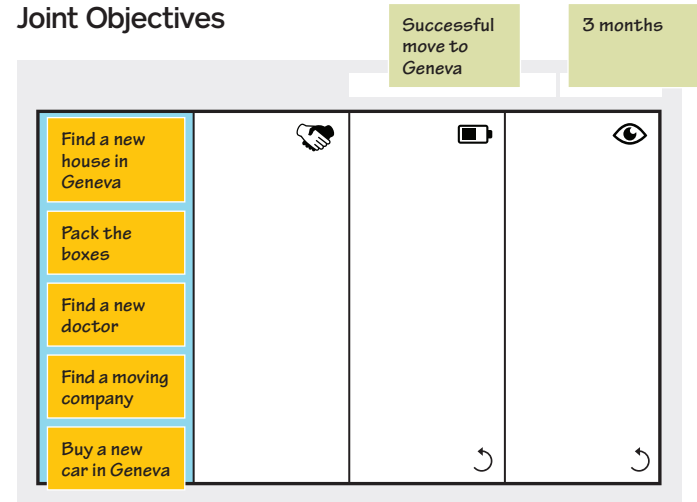 Joint Objectives
Successful
move to
Geneva
3 months
Find a new
house in
Geneva
Pack the
boxes
Find a new
doctor
Find a moving
company
Buy a new
car in Geneva